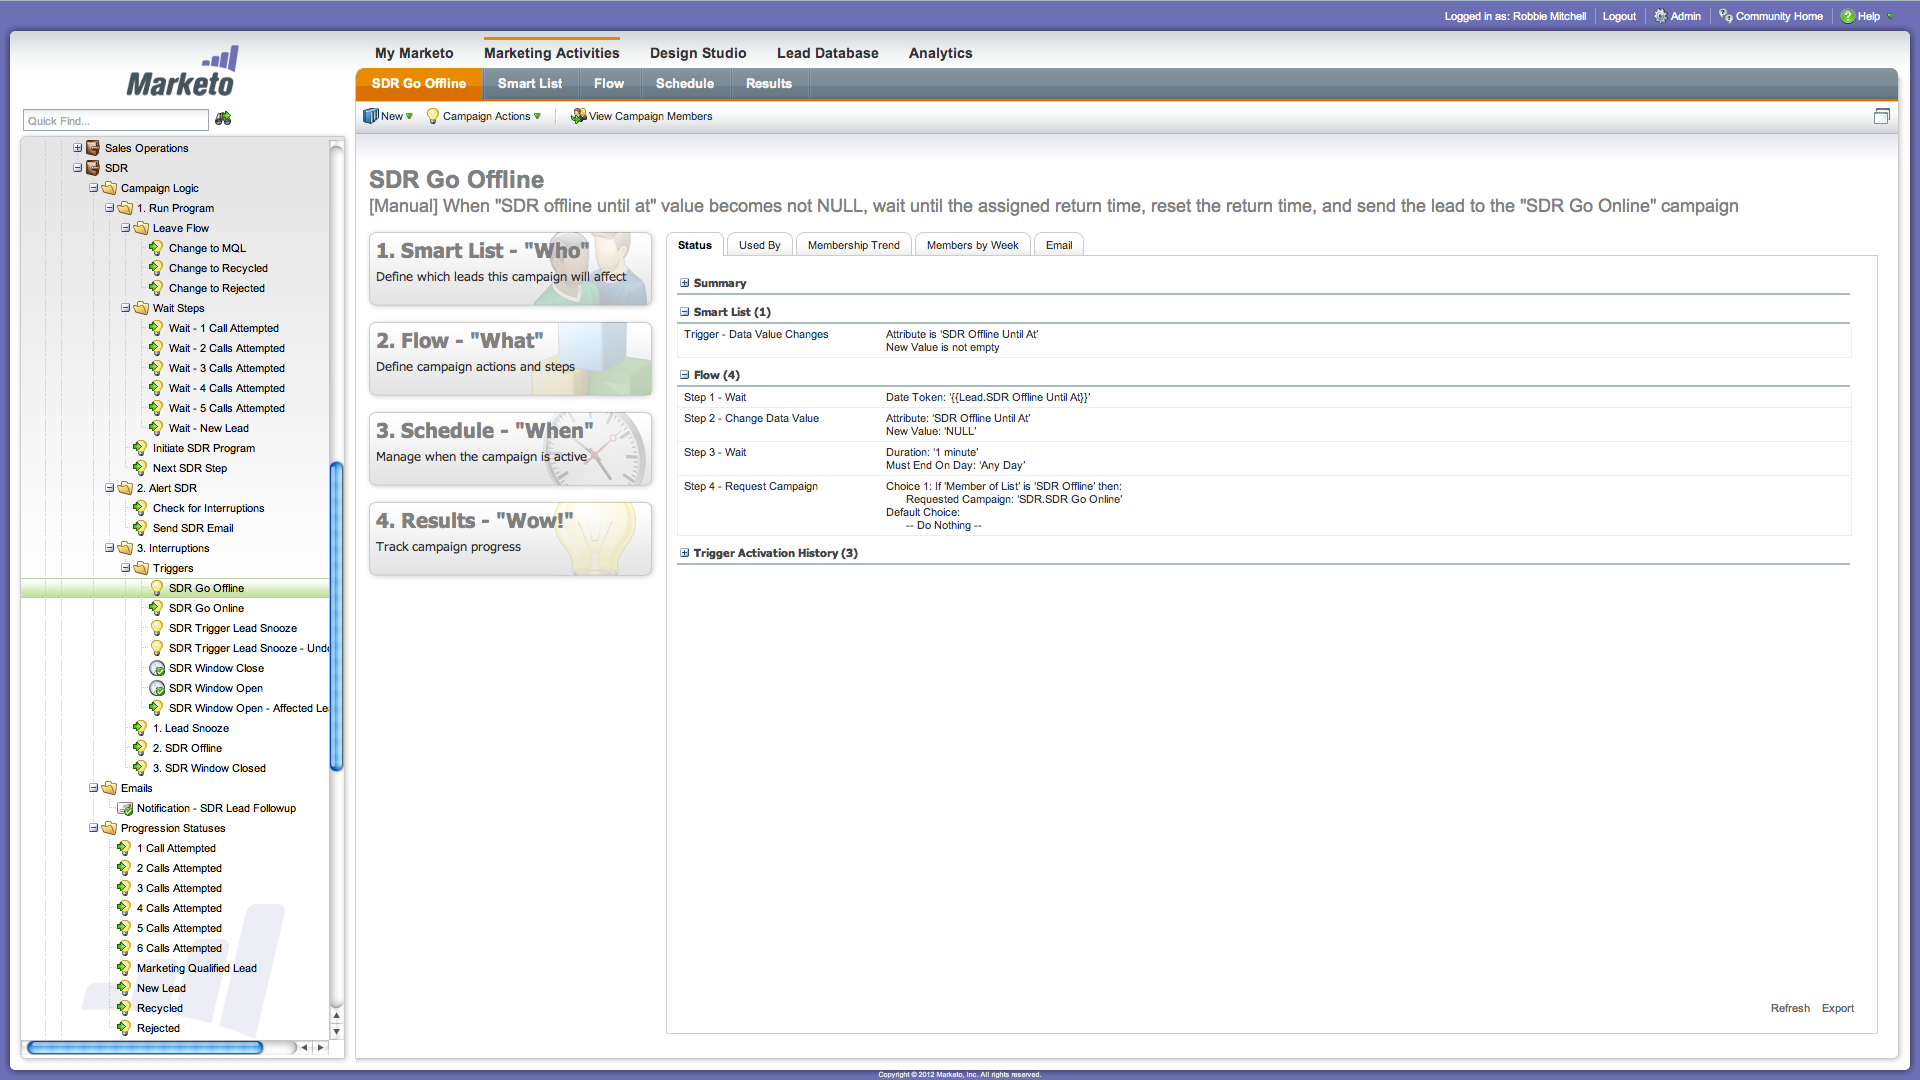 Logged in as: Robbie Mitchell
Logout
Admin
Community Home
Help
Marketo
My Marketo
Marketing Activities
Design Studio
Lead Database
Analytics
SDR Go Offline
Smart List
Flow
Schedule
Results
Quick Find...
New
Campaign Actions
View Campaign Members
Sales Operations
SDR
Campaign Logic
1. Run Program
Leave Flow
Change to MQL
Change to Recycled
Change to Rejected
Wait Steps
Wait - 1 Call Attempted
Wait - 2 Calls Attempted
Wait - 3 Calls Attempted
Wait - 4 Calls Attempted
Wait - 5 Calls Attempted
Wait - New Lead
Initiate SDR Program
Next SDR Step
2. Alert SDR
Check for Interruptions
Send SDR Email
3. Interruptions
Triggers
SDR Go Offline
SDR Go Online
SDR Trigger Lead Snooze
SDR Trigger Lead Snooze - Undo
SDR Window Close
SDR Window Open
SDR Window Open - Affected Le
1. Lead Snooze
2. SDR Offline
3. SDR Window Closed
Emails
Notification - SDR Lead Followup
Progression Statuses
1 Call Attempted
2 Calls Attempted
3 Calls Attempted
4 Calls Attempted
5 Calls Attempted
6 Calls Attempted
Marketing Qualified Lead
New Lead
Recycled
Rejected
SDR Go Offline
[Manual] When "SDR offline until at" value becomes not NULL, wait until the assigned return time, reset the return time, and send the lead to the "SDR Go Online" campaign
1. Smart List - "Who"
Define which leads this campaign will affect
2. Flow - "What"
Define campaign actions and steps
3. Schedule - "When"
Manage when the campaign is active
4. Results - "Wow!"
Track campaign progress
Status
Used By
Membership Trend
Members by Week
Email
Summary
Smart List (1)
Trigger - Data Value Changes
Attribute is 'SDR Offline Until At'
New Value is not empty
Flow (4)
Step 1 - Wait
Date Token: '{{Lead.SDR Offline Until At}}'
Step 2 - Change Data Value
Attribute: 'SDR Offline Until At'
New Value: 'NULL'
Step 3 - Wait
Duration: '1 minute'
Must End On Day: 'Any Day'
Step 4 - Request Campaign
Choice 1: If 'Member of List' is 'SDR Offline' then:
Requested Campaign: 'SDR.SDR Go Online'
Default Choice:
-- Do Nothing --
Trigger Activation History (3)
Refresh
Export
Copyright © 2012 Marketo, Inc. All rights reserved.